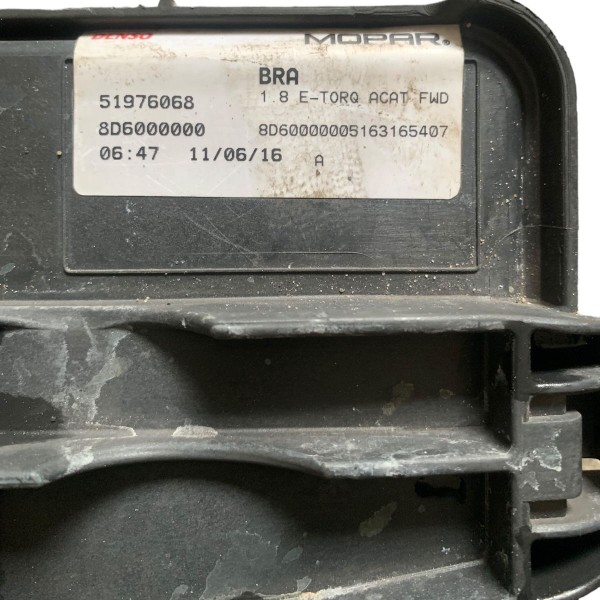 DENSO MOPAR®
BRA
51976068 1.8 E-TORQ ACAT FWD
8D6000000 8D60000005163165407
06:47 11/06/16 A